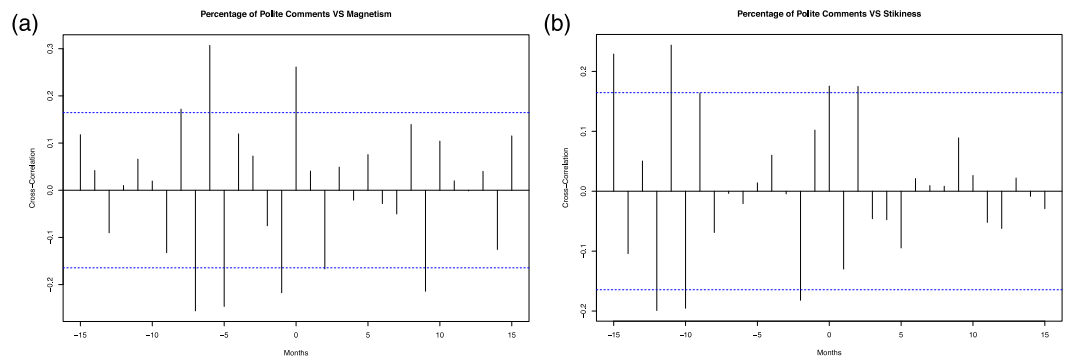 (a)
Percentage of Polite Comments VS Magnetism
Cross−Correlation
0.3
0.2
0.1
0.0
−0.1
−0.2
−15 −10 −5 0 5 10 15
Months
(b)
Percentage of Polite Comments VS Stikiness
Cross−Correlation
0.2
0.1
0.0
−0.1
−0.2
−15 −10 −5 0 5 10 15
Months